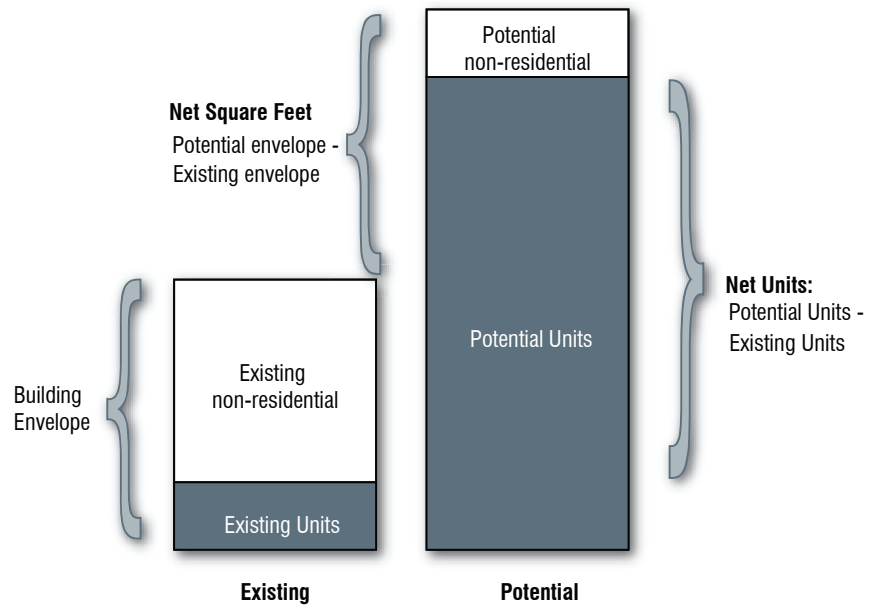 Potential
non-residential
Net Square Feet
Potential envelope -
Existing envelope
Net Units:
Potential Units -
Existing Units
Potential Units
Existing
non-residential
Building
Envelope
Existing Units
Existing
Potential